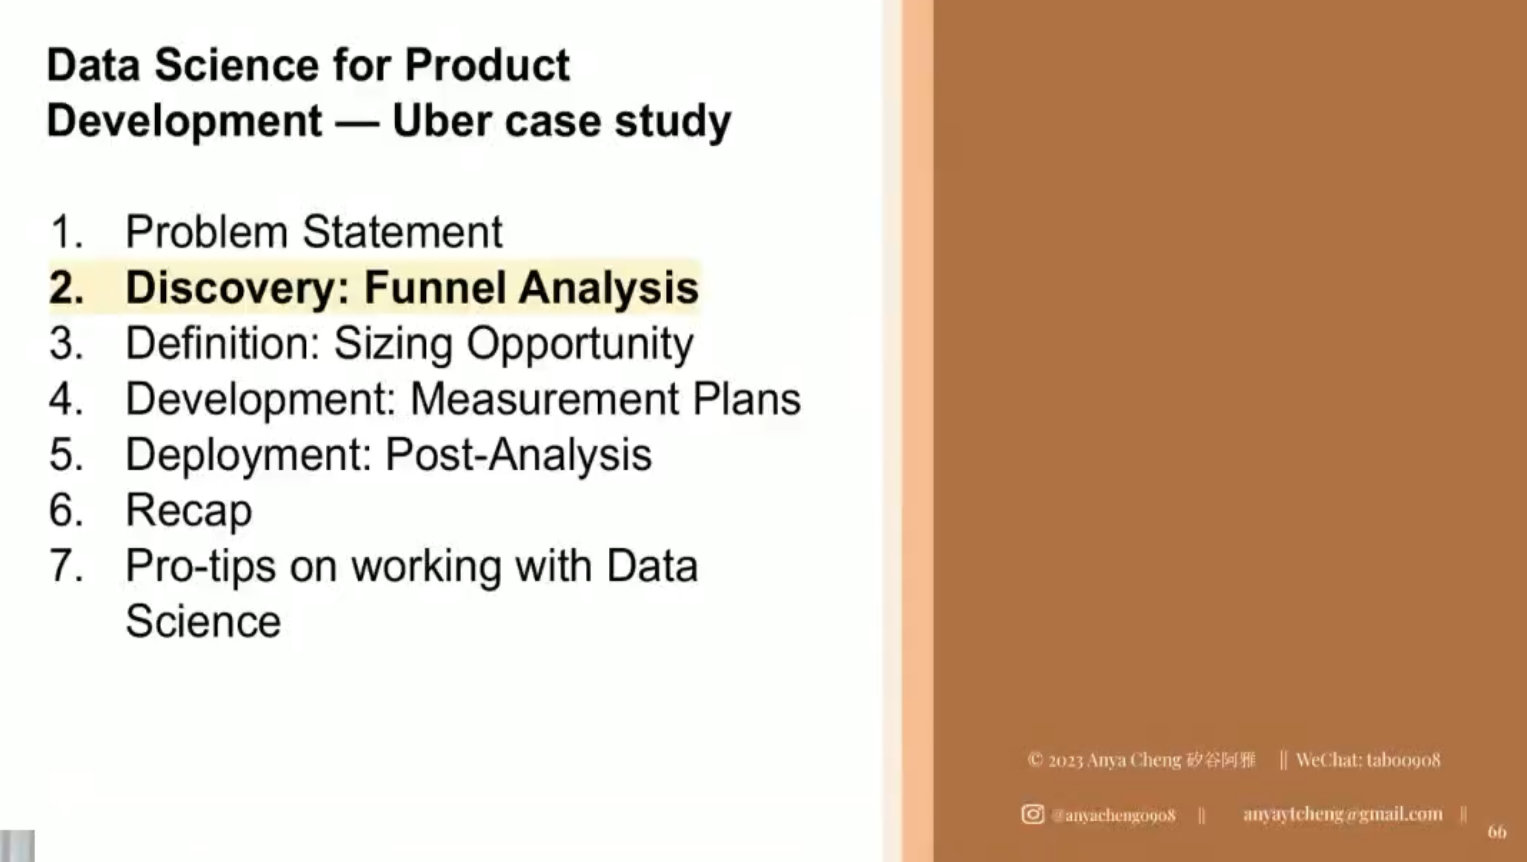 Data Science for Product
Development — Uber case study
1. Problem Statement
2. Discovery: Funnel Analysis
3. Definition: Sizing Opportunity
4. Development: Measurement Plans
5. Deployment: Post-Analysis
6. Recap
7. Pro-tips on working with Data
Science
© 2023 Anya Cheng 矽谷阿雅 || WeChat: tab00908
@anyacheng0908 || anyaytcheng@gmail.com ||
66